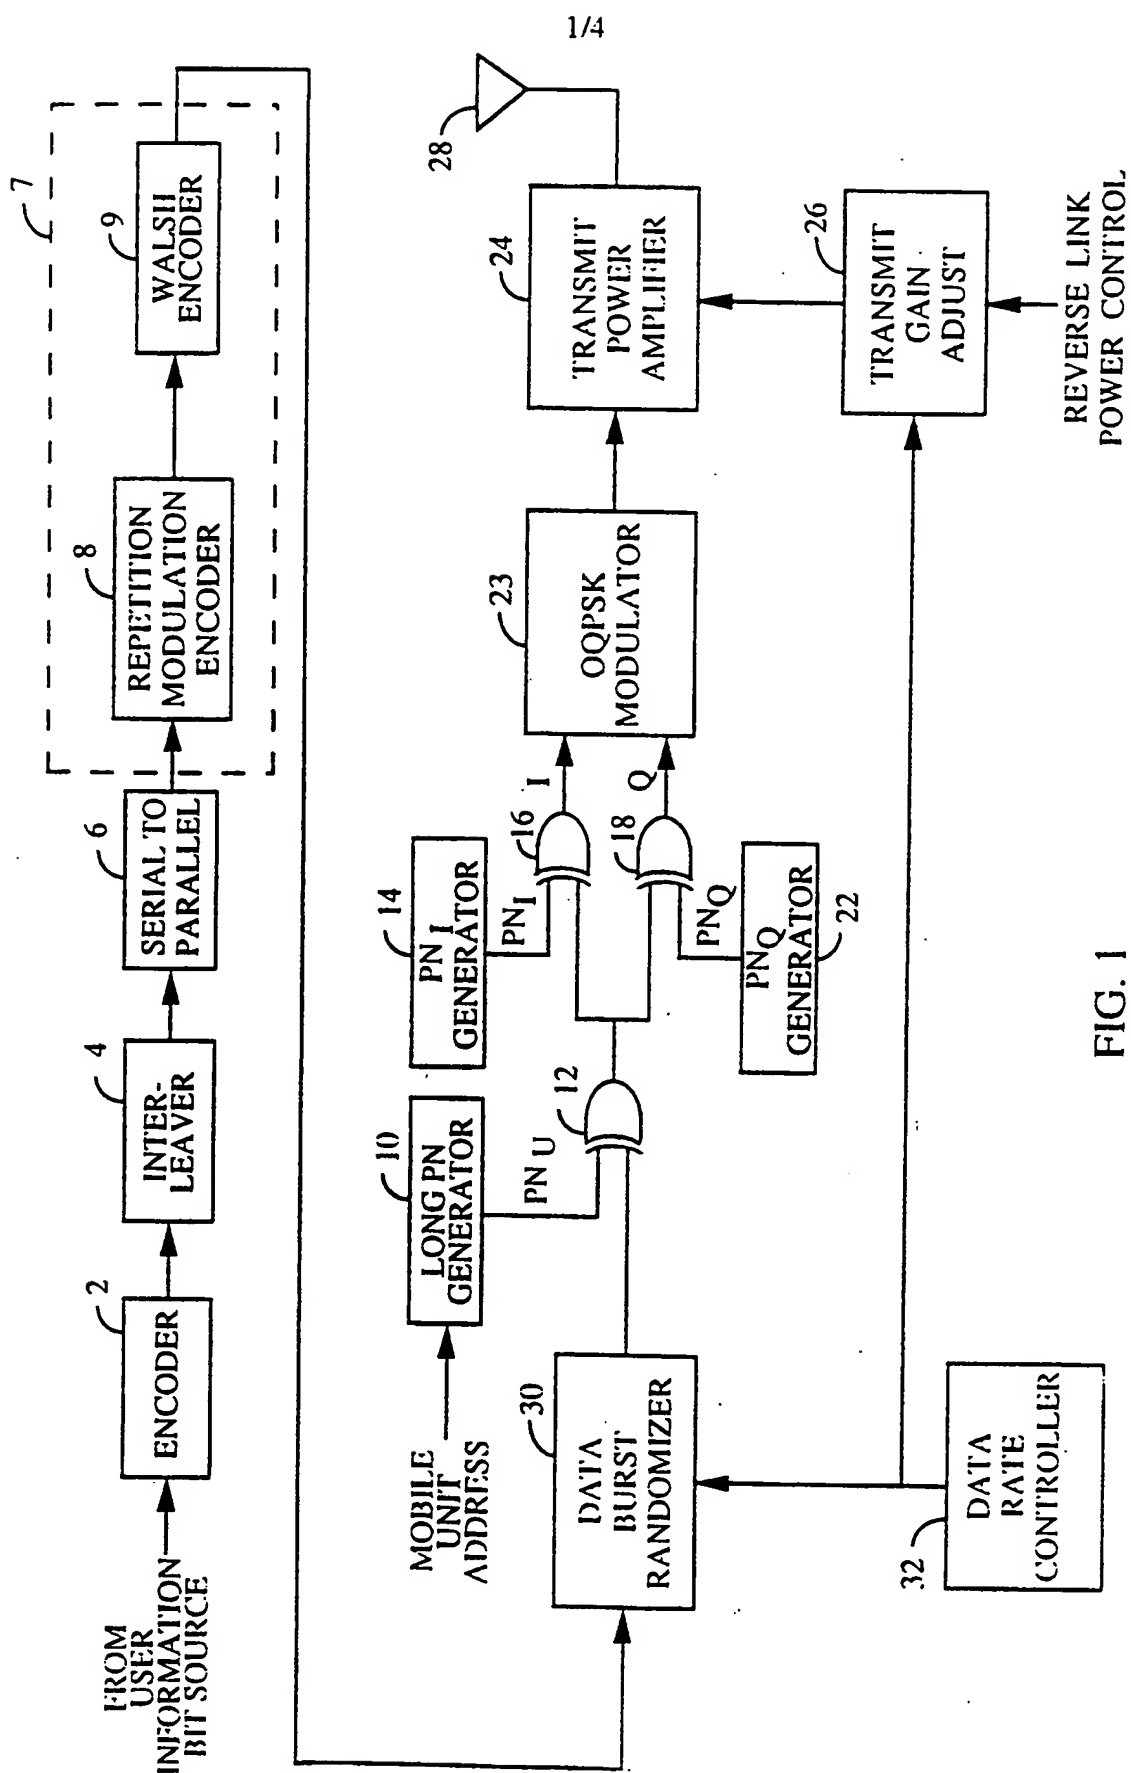 1/4
FROM
USER
INFORMATION
BIT SOURCE
2
ENCODER
4
INTER-
LEAVER
6
SERIAL TO
PARALLEL
7
8
REPETITION
MODULATION
ENCODER
9
WALSH
ENCODER
MOBILE
UNIT
ADDRESS
10
LONG PN
GENERATOR
PN U
12
14
PN I
GENERATOR
PN I
16
I
18
Q
PN Q
PN Q
GENERATOR
22
23
OQPSK
MODULATOR
24
TRANSMIT
POWER
AMPLIFIER
28
30
DATA
BURST
RANDOMIZER
26
TRANSMIT
GAIN
ADJUST
REVERSE LINK
POWER CONTROL
32
DATA
RATE
CONTROLLER
FIG. 1